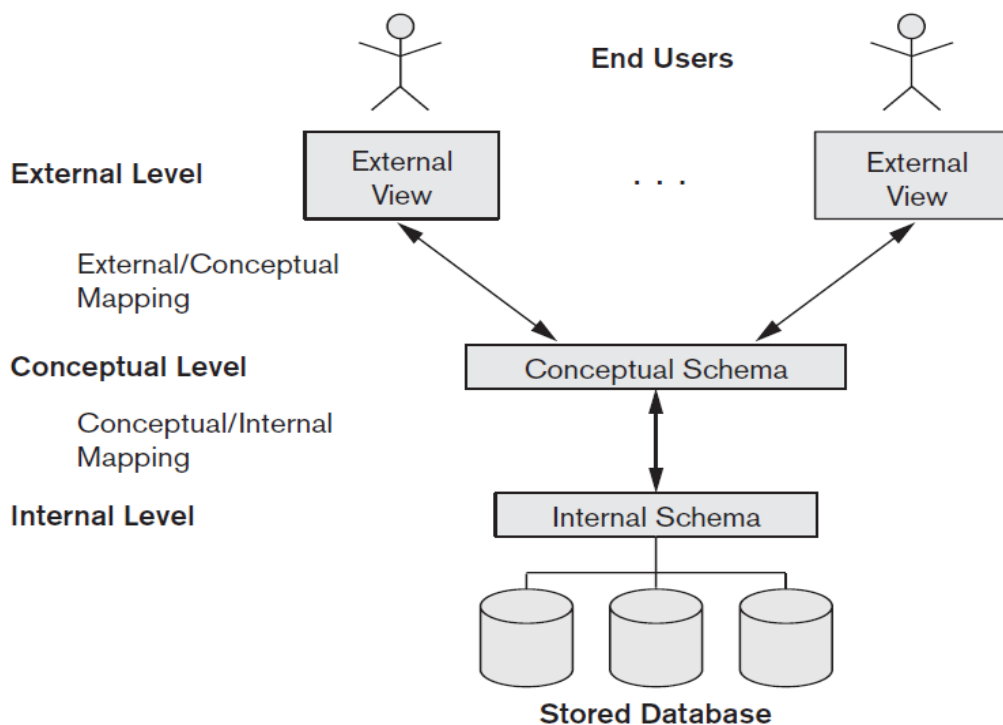 End Users
External Level
External
View
. . .
External
View
External/Conceptual
Mapping
Conceptual Level
Conceptual Schema
Conceptual/Internal
Mapping
Internal Level
Internal Schema
Stored Database